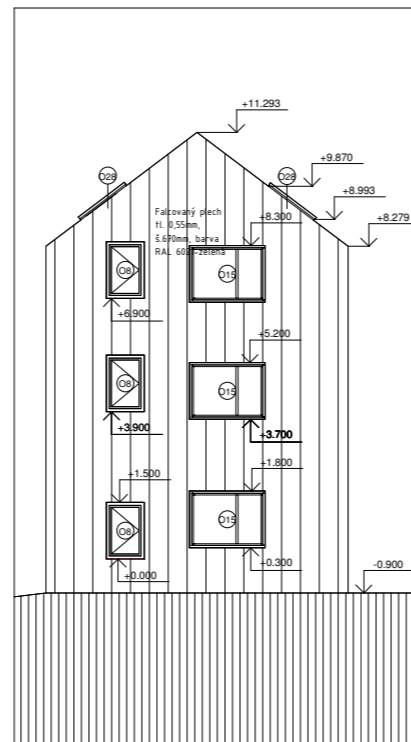 +11.293
O28
O28
+9.870
+8.993
Falcovaný plech
tl. 0,55mm,
š.670mm, barva
RAL zelená
+8.300
+8.279
O8
O15
+6.900
+5.200
O8
O15
+3.900
+3.700
+1.500
+1.800
O8
O15
+0.000
+0.300
-0.900